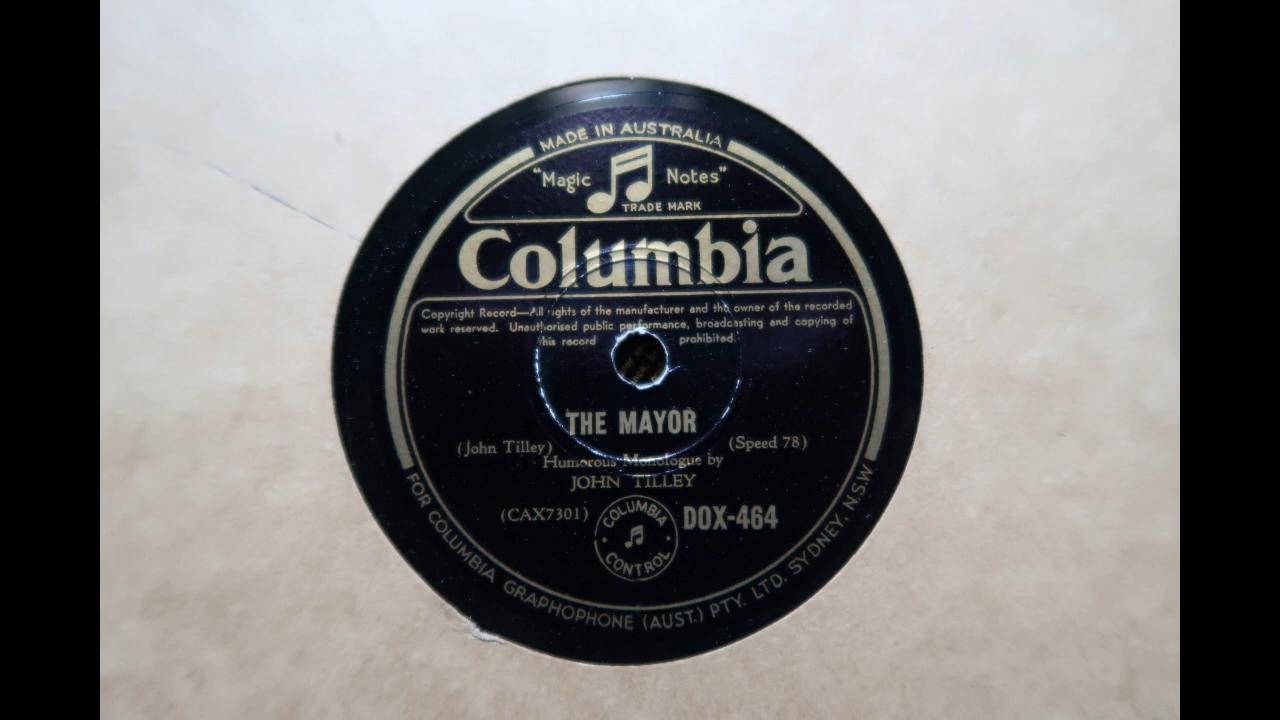 MADE IN AUSTRALIA
"Magic Notes"
TRADE MARK
Columbia
Copyright Record—All rights of the manufacturer and the owner of the recorded
work reserved. Unauthorised public performance, broadcasting and copying of
this record prohibited.
THE MAYOR
(John Tilley) (Speed 78)
Humorous Monologue by
JOHN TILLEY
(CAX7301) DOX-464
COLUMBIA
CONTROL
FOR COLUMBIA GRAPHOPHONE (AUST.) PTY. LTD. SYDNEY. N.S.W